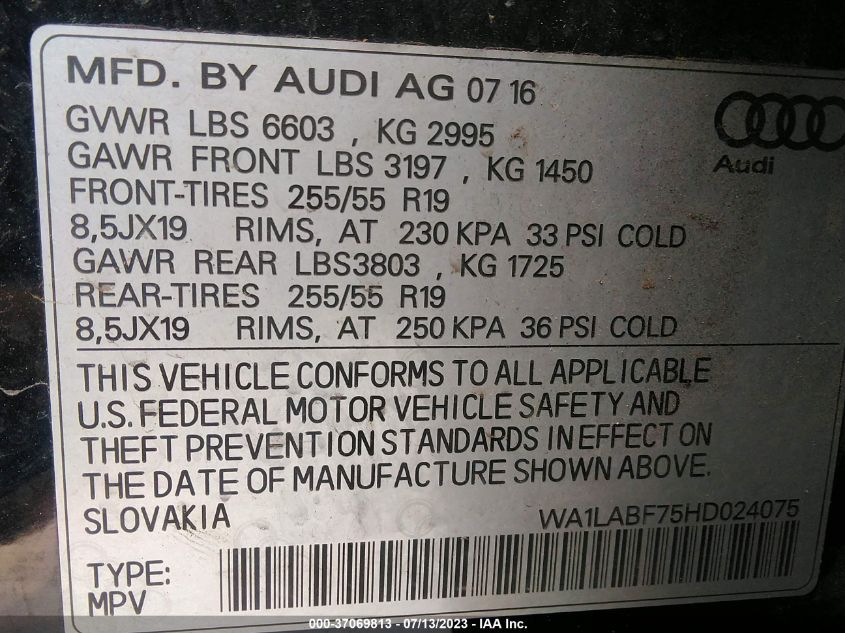 MFD. BY AUDI AG 07 16
GVWR LBS 6603 , KG 2995
GAWR FRONT LBS 3197 , KG 1450
FRONT-TIRES 255/55 R19
8,5JX19 RIMS, AT 230 KPA 33 PSI COLD
GAWR REAR LBS3803 , KG 1725
REAR-TIRES 255/55 R19
8,5JX19 RIMS, AT 250 KPA 36 PSI COLD
Audi
THIS VEHICLE CONFORMS TO ALL APPLICABLE
U.S. FEDERAL MOTOR VEHICLE SAFETY AND
THEFT PREVENTION STANDARDS IN EFFECT ON
THE DATE OF MANUFACTURE SHOWN ABOVE.
SLOVAKIA WA1LABF75HD024075
TYPE:
MPV
000-37069813 - 07/13/2023 - IAA Inc.